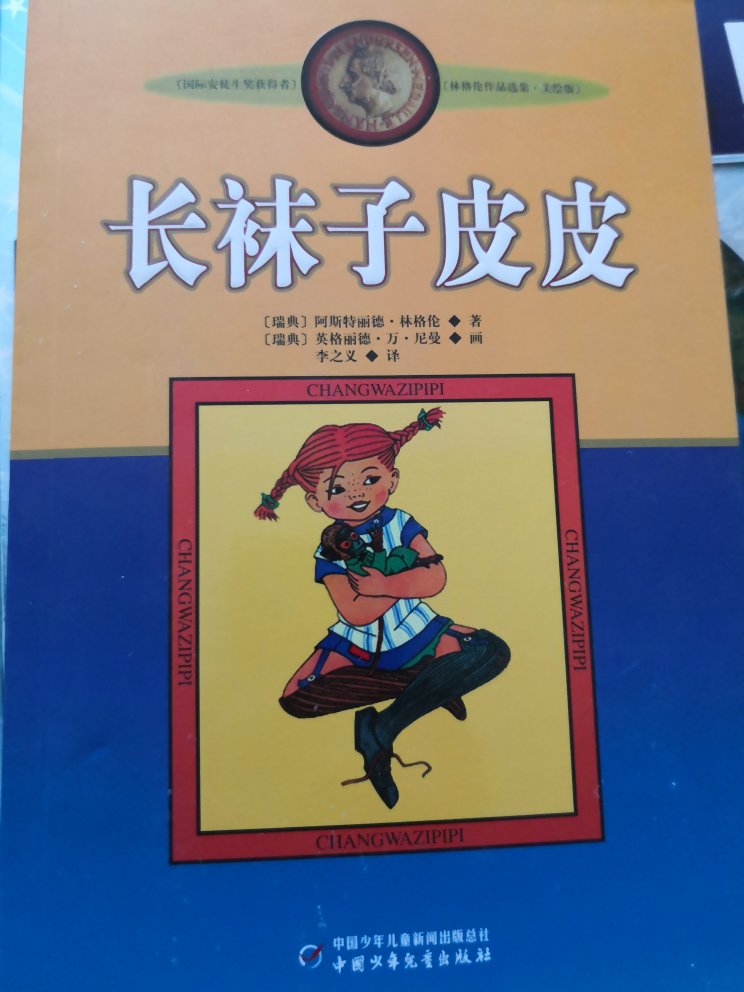 〔国际安徒生奖获得者〕
〔林格伦作品选集·美绘版〕
长袜子皮皮
〔瑞典〕阿斯特丽德·林格伦 ◆ 著
〔瑞典〕英格丽德·万·尼曼 ◆ 画
李之义 ◆ 译
CHANGWAZIPIPI
CHANGWAZIPIPI
CHANGWAZIPIPI
CHANGWAZIPIPI
中国少年儿童新闻出版总社
中國少年兒童出版社